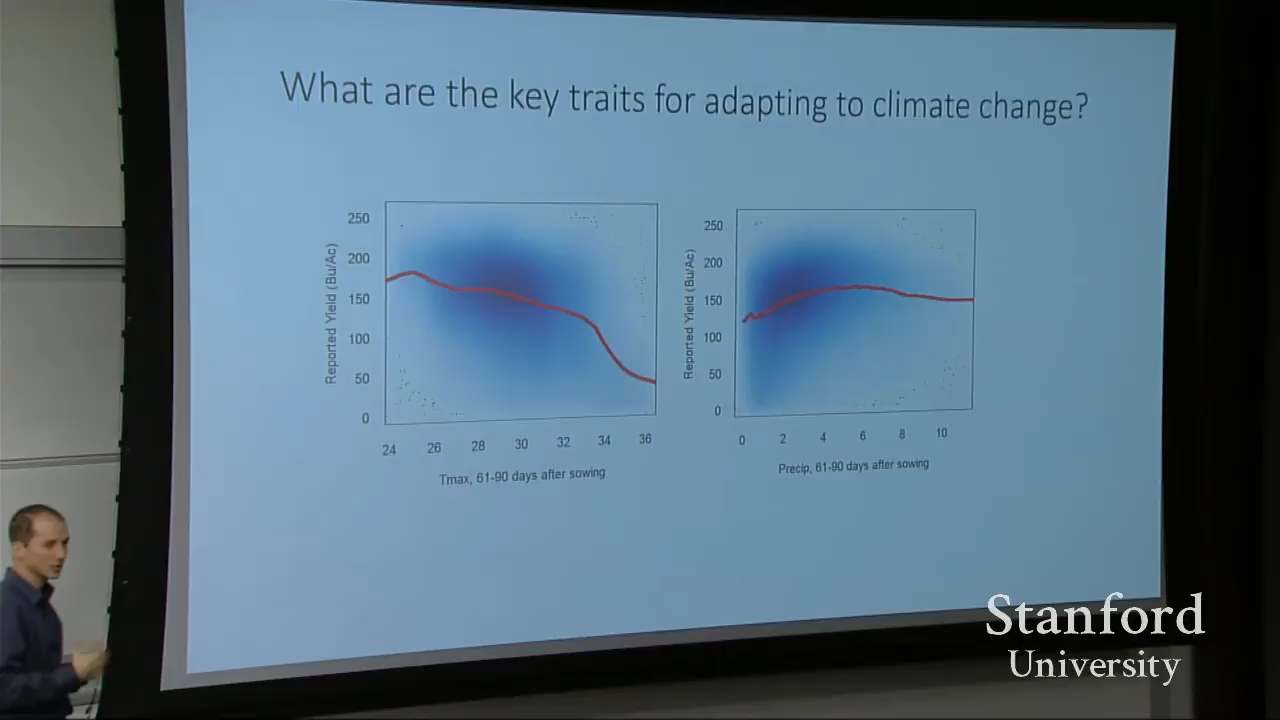 What are the key traits for adapting to climate change?
Reported Yield (Bu/Ac)
250
200
150
100
50
0
24 26 28 30 32 34 36
Tmax, 61-90 days after sowing
Reported Yield (Bu/Ac)
250
200
150
100
50
0
0 2 4 6 8 10
Precip, 61-90 days after sowing
Stanford
University